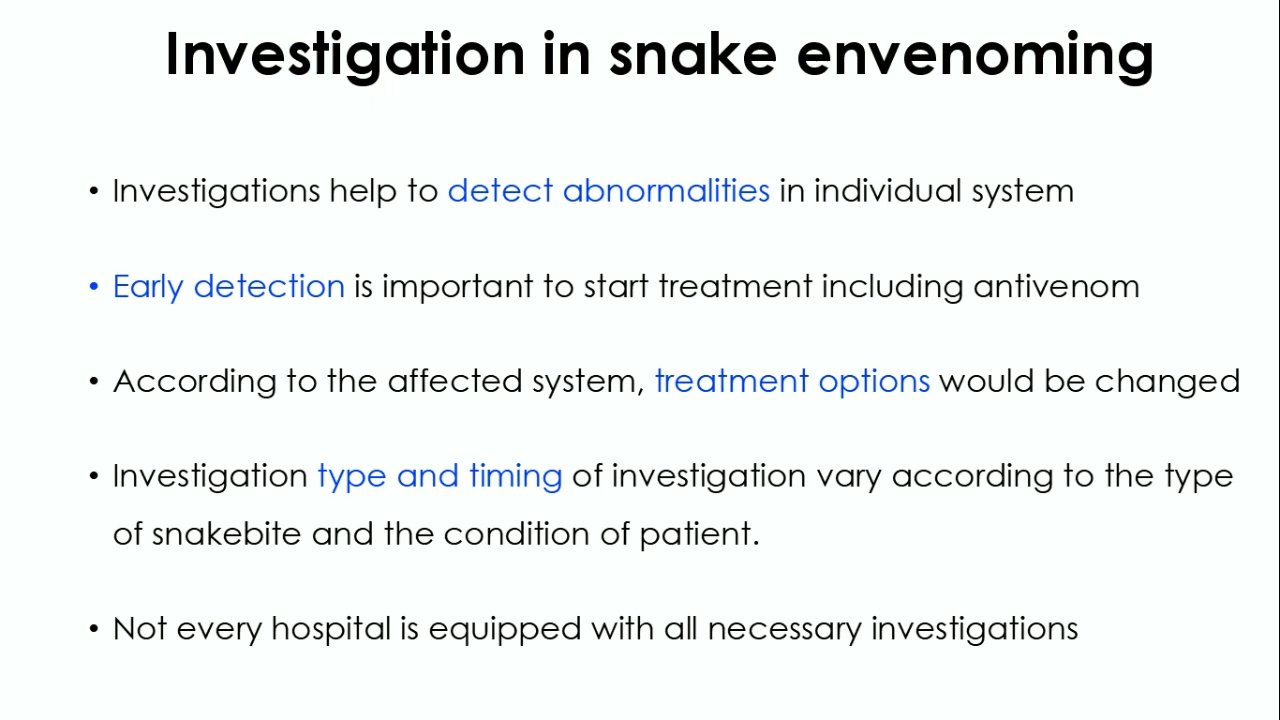 Investigation in snake envenoming
• Investigations help to detect abnormalities in individual system
• Early detection is important to start treatment including antivenom
• According to the affected system, treatment options would be changed
• Investigation type and timing of investigation vary according to the type
of snakebite and the condition of patient.
• Not every hospital is equipped with all necessary investigations